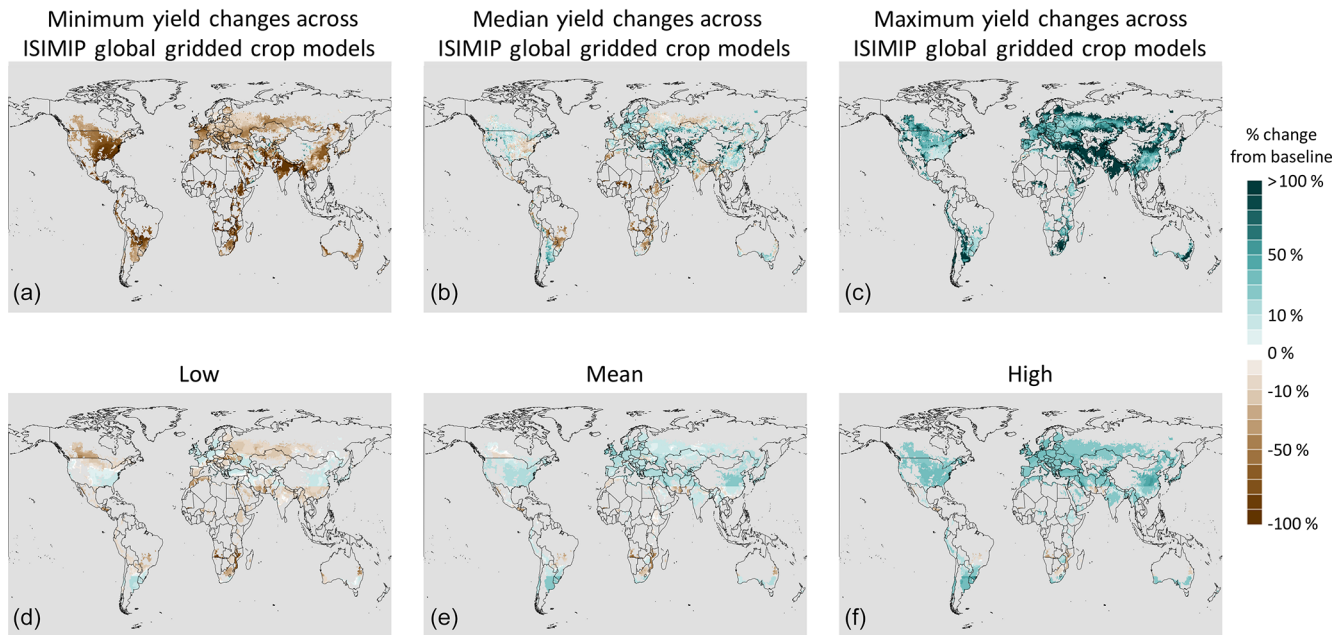 Minimum yield changes across
ISIMIP global gridded crop models
Median yield changes across
ISIMIP global gridded crop models
Maximum yield changes across
ISIMIP global gridded crop models
(a)
(b)
(c)
% change
from baseline
>100 %
50 %
10 %
0 %
-10 %
-50 %
-100 %
Low
Mean
High
(d)
(e)
(f)